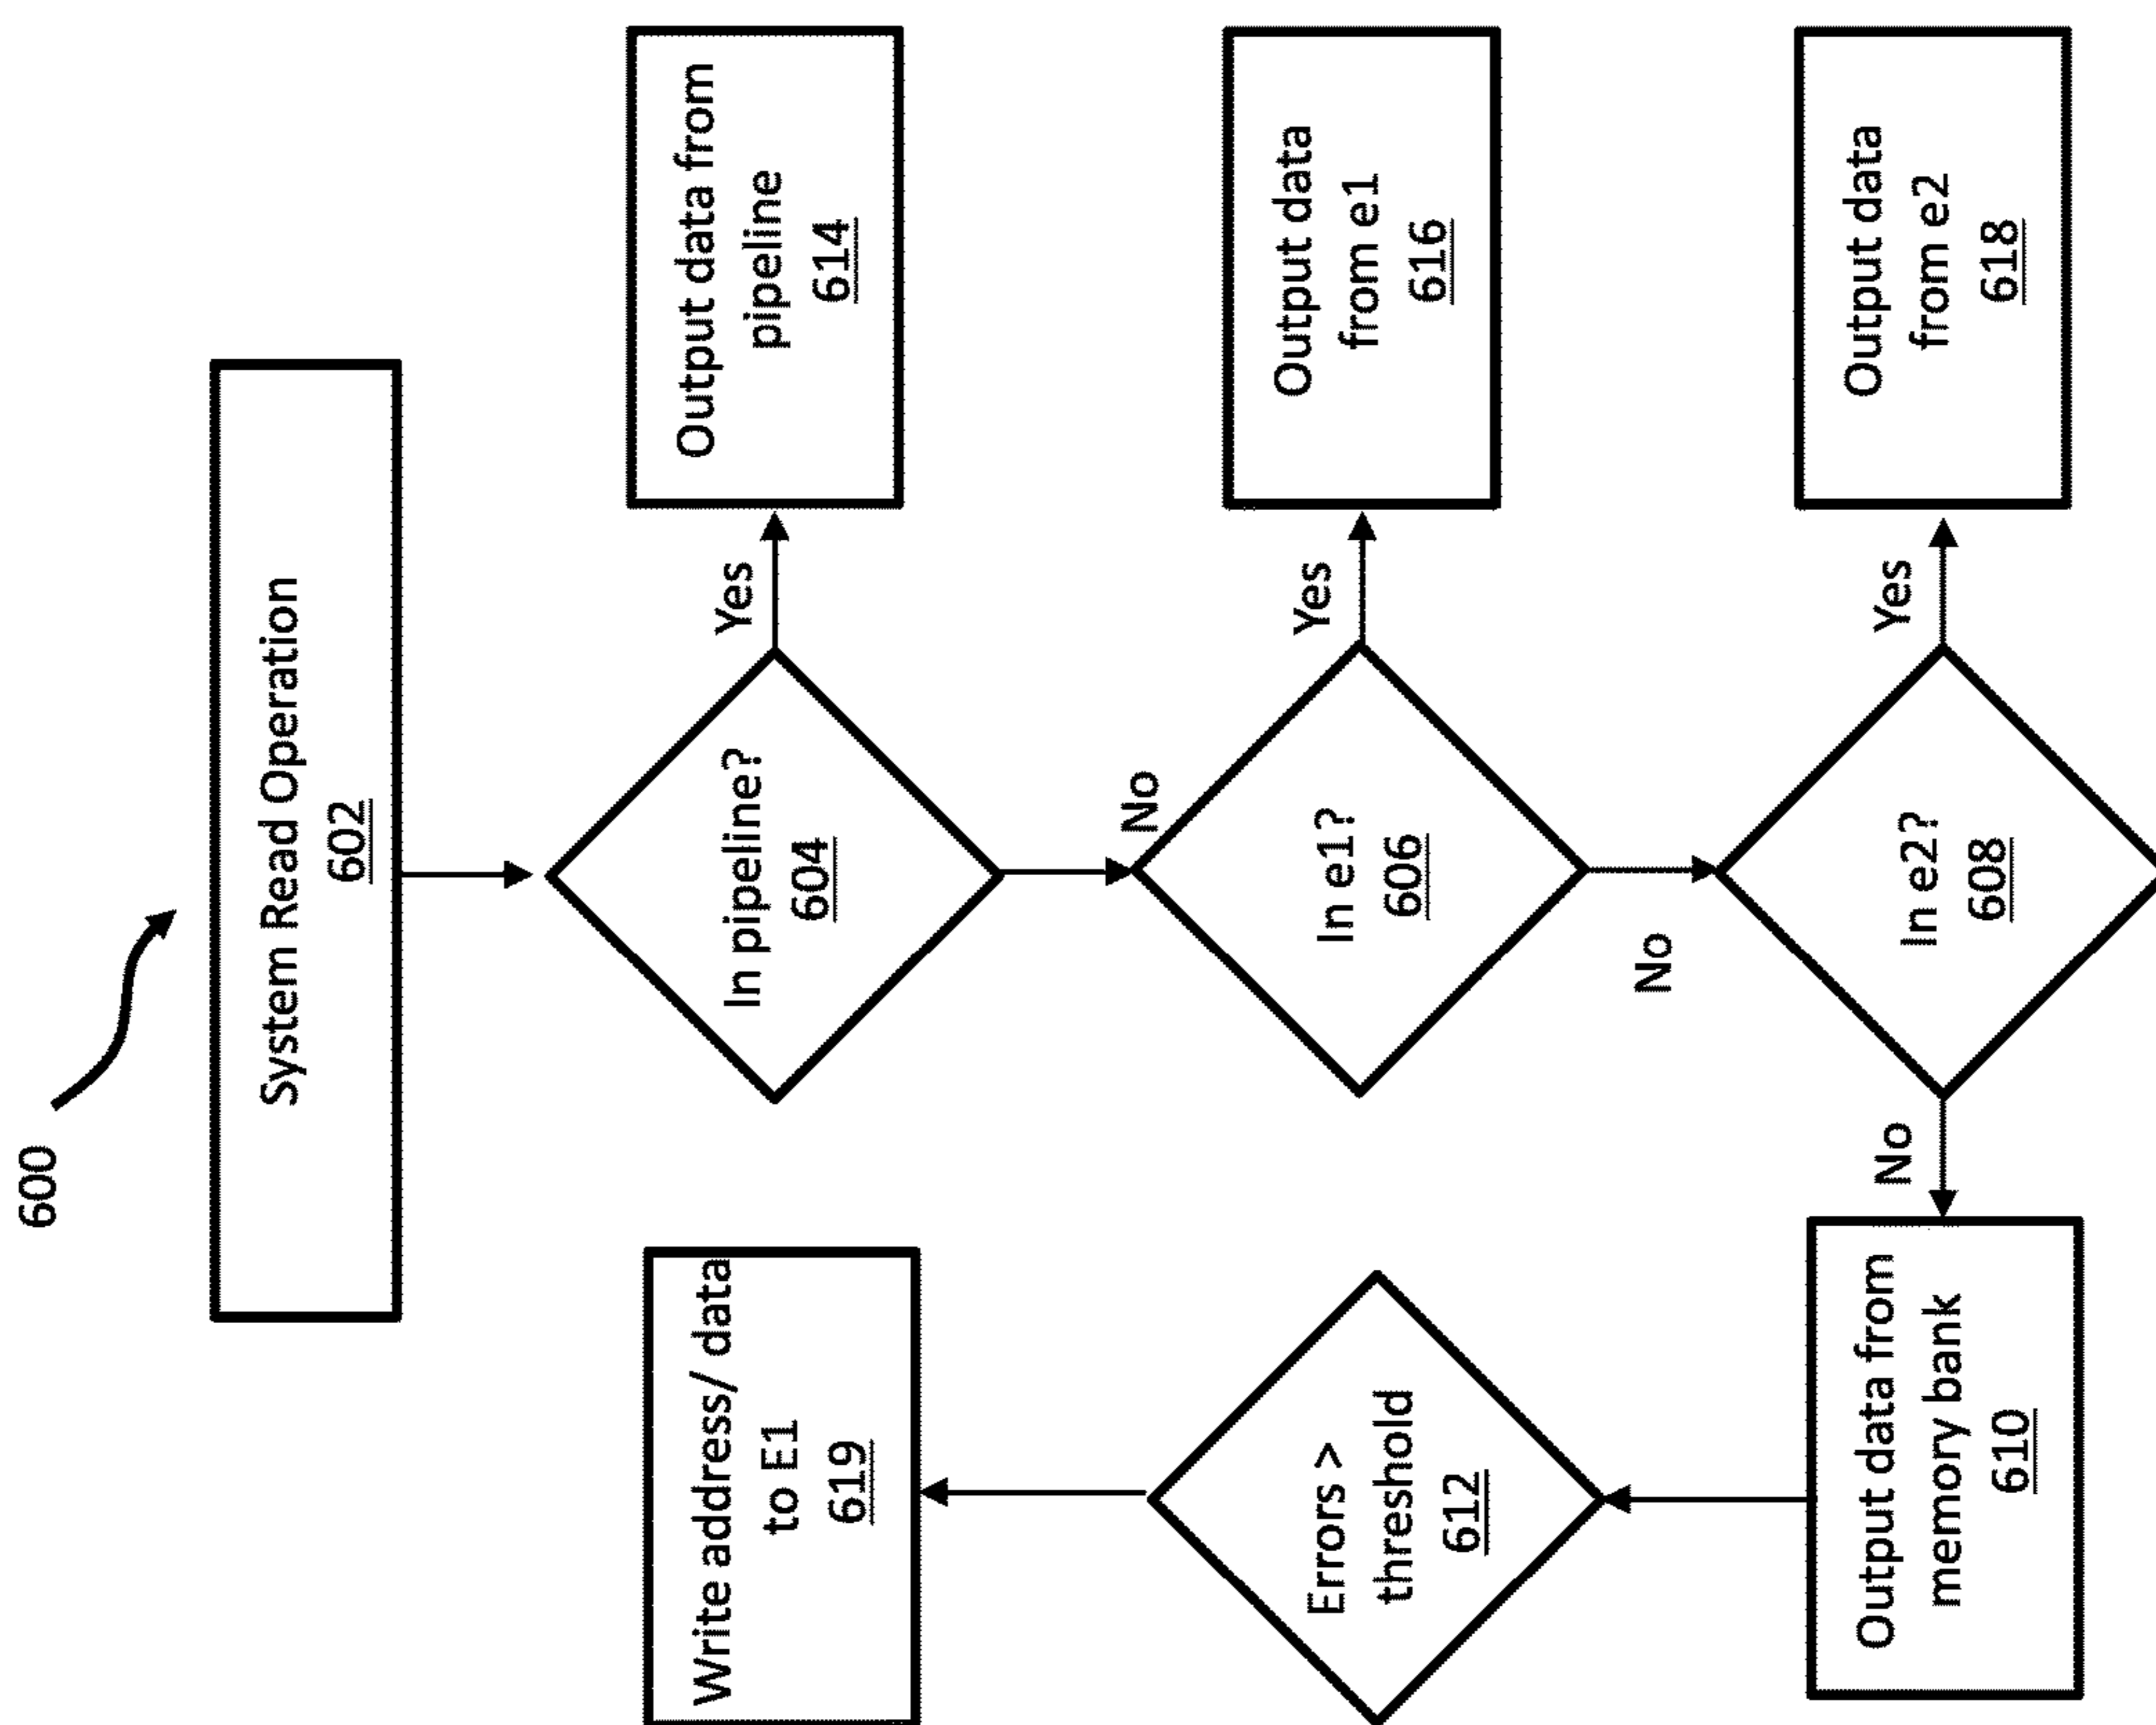 600
System Read Operation
602
In pipeline?
604
Yes
Output data from
pipeline
614
No
In e1?
606
Yes
Output data
from e1
616
No
In e2?
608
Yes
Output data
from e2
618
No
Output data from
memory bank
610
Errors >
threshold
612
Write address/ data
to E1
619